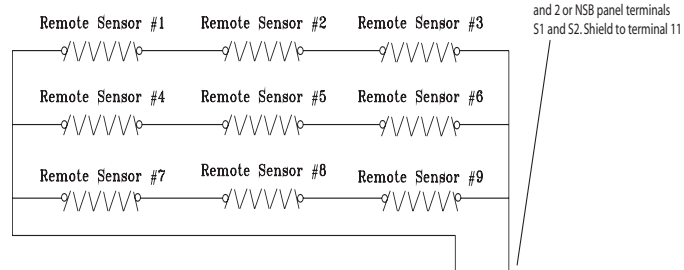 and 2 or NSB panel terminals
S1 and S2. Shield to terminal 11
Remote Sensor #1 Remote Sensor #2 Remote Sensor #3
Remote Sensor #4 Remote Sensor #5 Remote Sensor #6
Remote Sensor #7 Remote Sensor #8 Remote Sensor #9